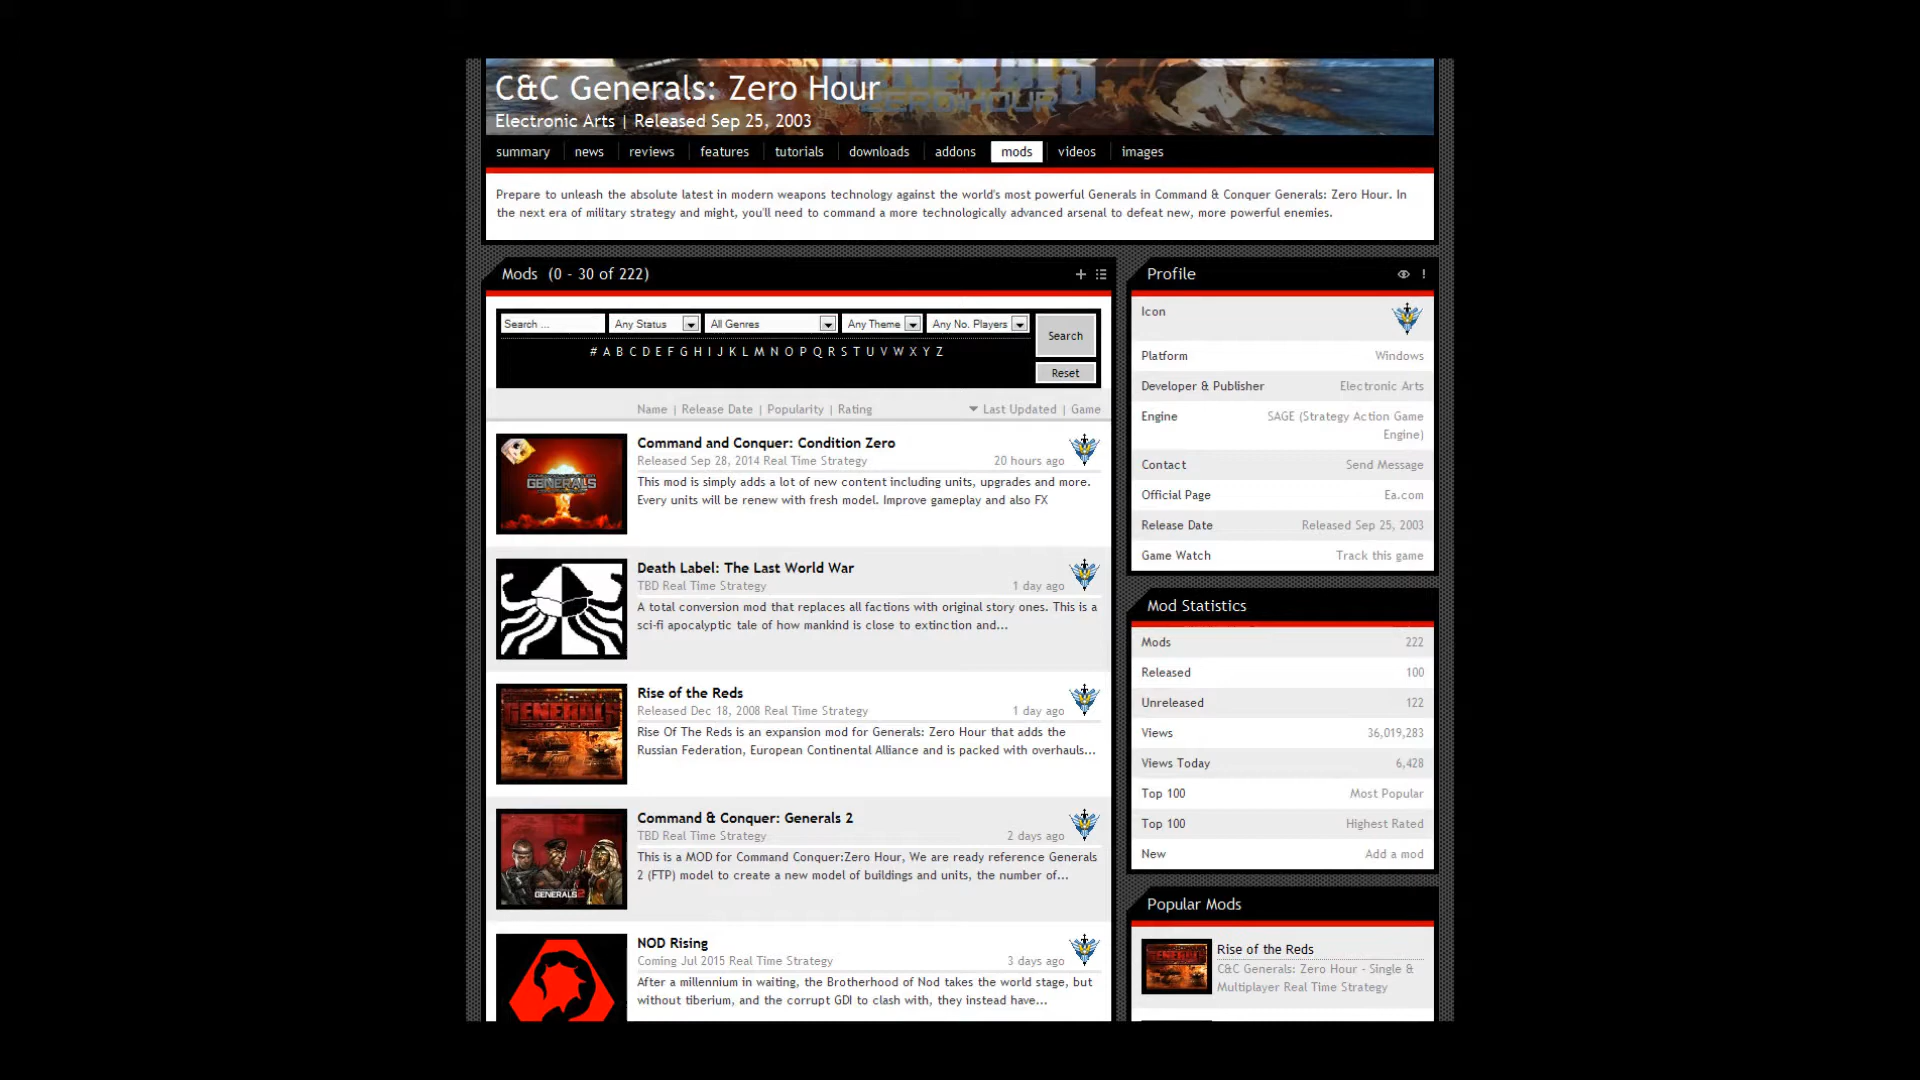 C&C Generals: Zero Hour
Electronic Arts | Released Sep 25, 2003
summary news reviews features tutorials downloads addons mods videos images
Prepare to unleash the absolute latest in modern weapons technology against the world's most powerful Generals in Command & Conquer Generals: Zero Hour. In
the next era of military strategy and might, you'll need to command a more technologically advanced arsenal to defeat new, more powerful enemies.
Mods (0 - 30 of 222)
Search ... Any Status All Genres Any Theme Any No. Players Search
# A B C D E F G H I J K L M N O P Q R S T U V W X Y Z
Reset
Name | Release Date | Popularity | Rating Last Updated | Game
Command and Conquer: Condition Zero
Released Sep 28, 2014 Real Time Strategy 20 hours ago
This mod is simply adds a lot of new content including units, upgrades and more.
Every units will be renew with fresh model. Improve gameplay and also FX
GENERALS
Death Label: The Last World War
TBD Real Time Strategy 1 day ago
A total conversion mod that replaces all factions with original story ones. This is a
sci-fi apocalyptic tale of how mankind is close to extinction and...
Rise of the Reds
Released Dec 18, 2008 Real Time Strategy 1 day ago
Rise Of The Reds is an expansion mod for Generals: Zero Hour that adds the
Russian Federation, European Continental Alliance and is packed with overhauls...
GENERALS
Command & Conquer: Generals 2
TBD Real Time Strategy 2 days ago
This is a MOD for Command Conquer:Zero Hour, We are ready reference Generals
2 (FTP) model to create a new model of buildings and units, the number of...
GENERALS 2
NOD Rising
Coming Jul 2015 Real Time Strategy 3 days ago
After a millennium in waiting, the Brotherhood of Nod takes the world stage, but
without tiberium, and the corrupt GDI to clash with, they instead have...
Profile
Icon
Platform Windows
Developer & Publisher Electronic Arts
Engine SAGE (Strategy Action Game
Engine)
Contact Send Message
Official Page Ea.com
Release Date Released Sep 25, 2003
Game Watch Track this game
Mod Statistics
Mods 222
Released 100
Unreleased 122
Views 36,019,283
Views Today 6,428
Top 100 Most Popular
Top 100 Highest Rated
New Add a mod
Popular Mods
Rise of the Reds
C&C Generals: Zero Hour - Single &
Multiplayer Real Time Strategy